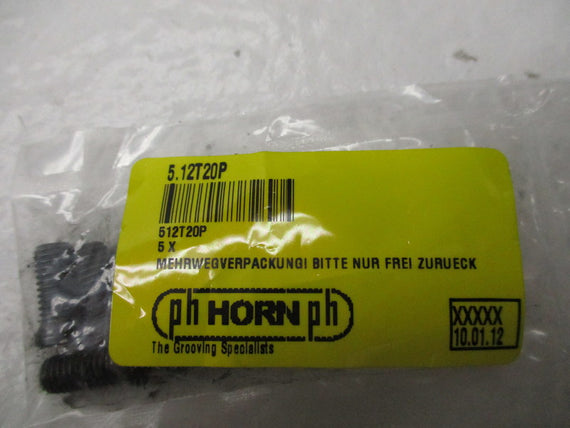 5.12T20P
512T20P
5 X
MEHRWEGVERPACKUNG! BITTE NUR FREI ZURUECK
ph HORN ph
The Grooving Specialists
XXXXX
10.01.12